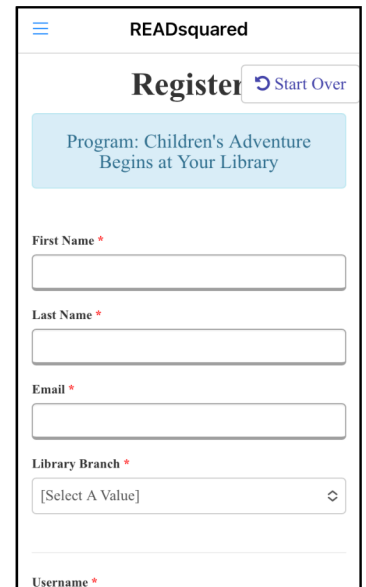 READsquared
Register
Start Over
Program: Children's Adventure
Begins at Your Library
First Name *
Last Name *
Email *
Library Branch *
[Select A Value]
Username *